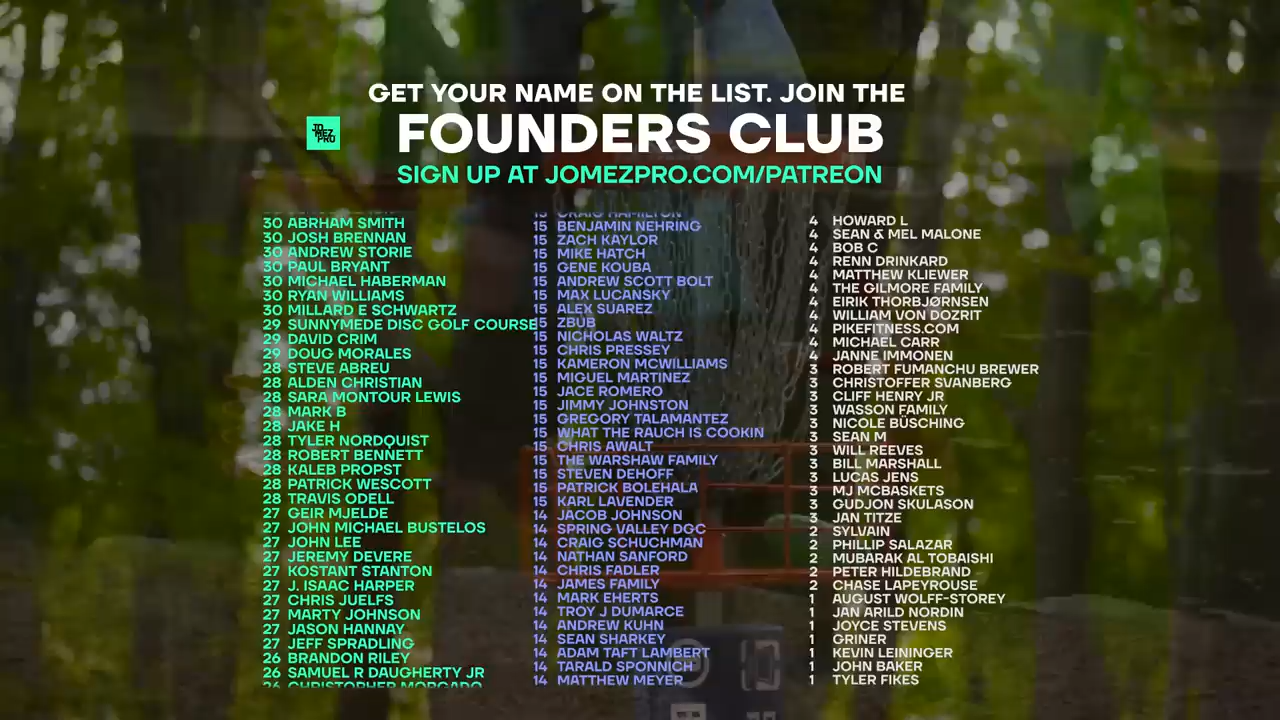 GET YOUR NAME ON THE LIST. JOIN THE
JOMEZ PRO
FOUNDERS CLUB
SIGN UP AT JOMEZPRO.COM/PATREON
30 ABRHAM SMITH
30 JOSH BRENNAN
30 ANDREW STORIE
30 PAUL BRYANT
30 MICHAEL HABERMAN
30 RYAN WILLIAMS
30 MILLARD E SCHWARTZ
29 SUNNYMEDE DISC GOLF COURSE
29 DAVID CRIM
29 DOUG MORALES
28 STEVE ABREU
28 ALDEN CHRISTIAN
28 SARA MONTOUR LEWIS
28 MARK B
28 JAKE H
28 TYLER NORDQUIST
28 ROBERT BENNETT
28 KALEB PROPST
28 PATRICK WESCOTT
28 TRAVIS ODELL
27 GEIR MJELDE
27 JOHN MICHAEL BUSTELOS
27 JOHN LEE
27 JEREMY DEVERE
27 KOSTANT STANTON
27 J. ISAAC HARPER
27 CHRIS JUELFS
27 MARTY JOHNSON
27 JASON HANNAY
27 JEFF SPRADLING
26 BRANDON RILEY
26 SAMUEL R DAUGHERTY JR
26 CHRISTOPHER MORGADO
15 CRAIG HAMILTON
15 BENJAMIN NEHRING
15 ZACH KAYLOR
15 MIKE HATCH
15 GENE KOUBA
15 ANDREW SCOTT BOLT
15 MAX LUCANSKY
15 ALEX SUAREZ
15 ZBUB
15 NICHOLAS WALTZ
15 CHRIS PRESSEY
15 KAMERON MCWILLIAMS
15 MIGUEL MARTINEZ
15 JACE ROMERO
15 JIMMY JOHNSTON
15 GREGORY TALAMANTEZ
15 WHAT THE RAUCH IS COOKIN
15 CHRIS AWALT
15 THE WARSHAW FAMILY
15 STEVEN DEHOFF
15 PATRICK BOLEHALA
15 KARL LAVENDER
14 JACOB JOHNSON
14 SPRING VALLEY DGC
14 CRAIG SCHUCHMAN
14 NATHAN SANFORD
14 CHRIS FADLER
14 JAMES FAMILY
14 MARK EHERTS
14 TROY J DUMARCE
14 ANDREW KUHN
14 SEAN SHARKEY
14 ADAM TAFT LAMBERT
14 TARALD SPONNICH
14 MATTHEW MEYER
4 HOWARD L
4 SEAN & MEL MALONE
4 BOB C
4 RENN DRINKARD
4 MATTHEW KLIEWER
4 THE GILMORE FAMILY
4 EIRIK THORBJØRNSEN
4 WILLIAM VON DOZRIT
4 PIKEFITNESS.COM
4 MICHAEL CARR
4 JANNE IMMONEN
3 ROBERT FUMANCHU BREWER
3 CHRISTOFFER SVANBERG
3 CLIFF HENRY JR
3 WASSON FAMILY
3 NICOLE BÜSCHING
3 SEAN M
3 WILL REEVES
3 BILL MARSHALL
3 LUCAS JENS
3 MJ MCBASKETS
3 GUDJON SKULASON
3 JAN TITZE
2 SYLVAIN
2 PHILLIP SALAZAR
2 MUBARAK AL TOBAISHI
2 PETER HILDEBRAND
2 CHASE LAPEYROUSE
1 AUGUST WOLFF-STOREY
1 JAN ARILD NORDIN
1 JOYCE STEVENS
1 GRINER
1 KEVIN LEININGER
1 JOHN BAKER
1 TYLER FIKES